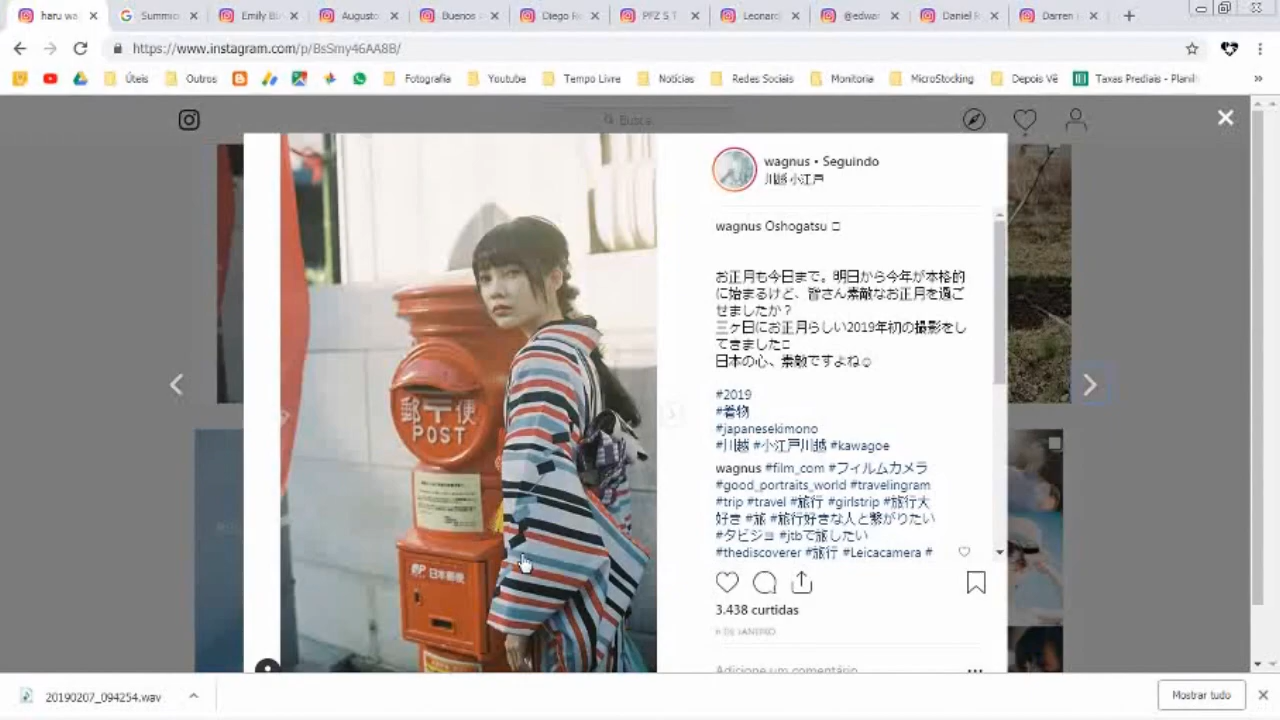 haru wa
Summic
Emily Bl
Augusto
Buenos
Diego R
PFZ S T
Leonar
@edwar
Daniel R
Darren
https://www.instagram.com/p/BsSmy46AA8B/
Úteis
Outros
Fotografia
Youtube
Tempo Livre
Notícias
Redes Sociais
Monitoria
MicroStocking
Depois Vê
Taxas Prediais - Planil
Busca
郵〒便
POST
日本郵便
wagnus • Seguindo
川越 小江戸
wagnus Oshogatsu □
お正月も今日まで。明日から今年が本格的
に始まるけど、皆さん素敵なお正月を過ご
せましたか？
三ヶ日にお正月らしい2019年初の撮影をし
てきました□
日本の心、素敵ですよね☺
#2019
#着物
#japanesekimono
#川越 #小江戸川越 #kawagoe
wagnus #film_com #フィルムカメラ
#good_portraits_world #travelingram
#trip #travel #旅行 #girlstrip #旅行大
好き #旅 #旅行好きな人と繋がりたい
#タビジョ #jtbで旅したい
#thediscoverer #旅行 #Leicacamera #
3.438 curtidas
DE JANEIRO
Adicione um comentário
20190207_094254.wav
Mostrar tudo